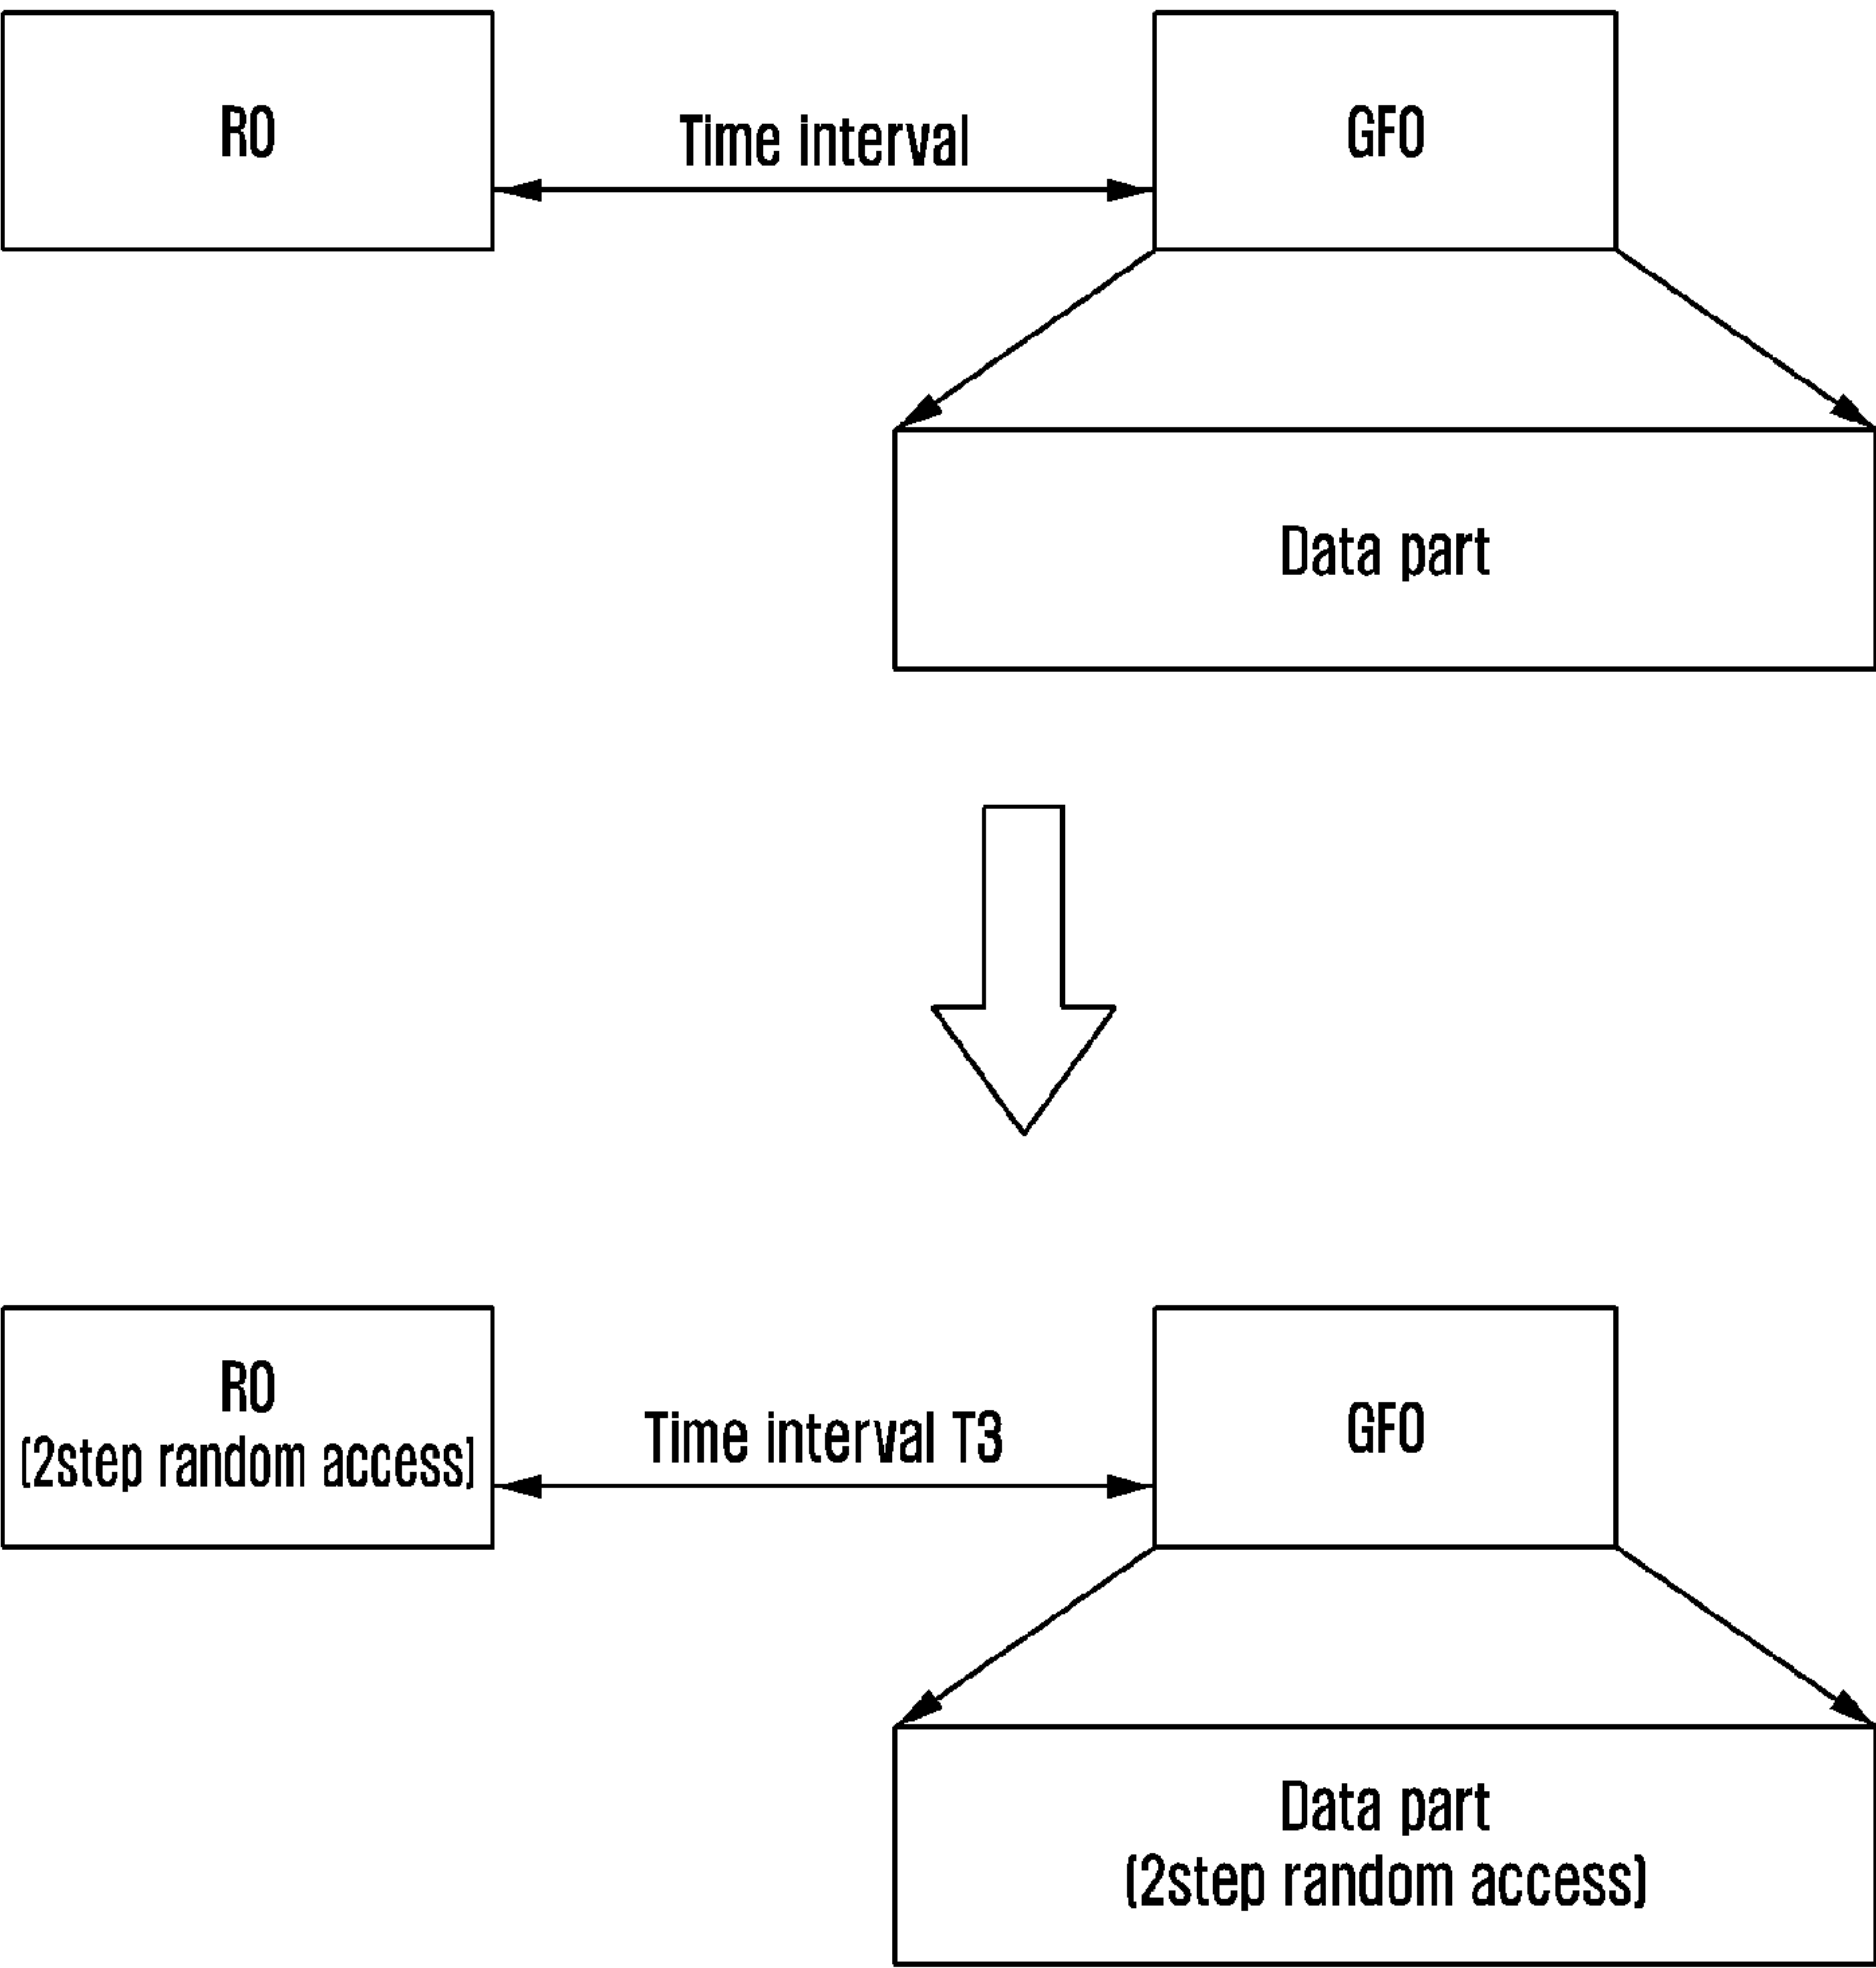 RO
Time interval
GFO
Data part
RO
(2step random access)
Time interval T3
GFO
Data part
(2step random access)